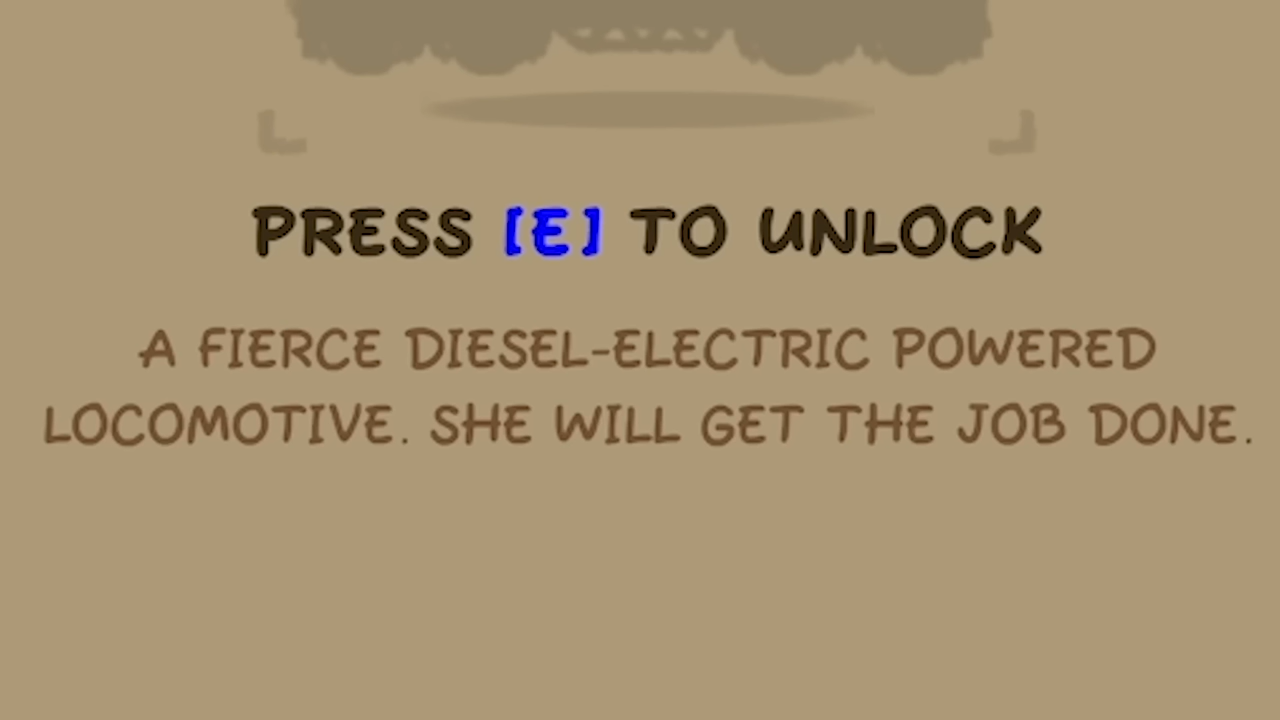 PRESS [E] TO UNLOCK
A FIERCE DIESEL-ELECTRIC POWERED
LOCOMOTIVE. SHE WILL GET THE JOB DONE.